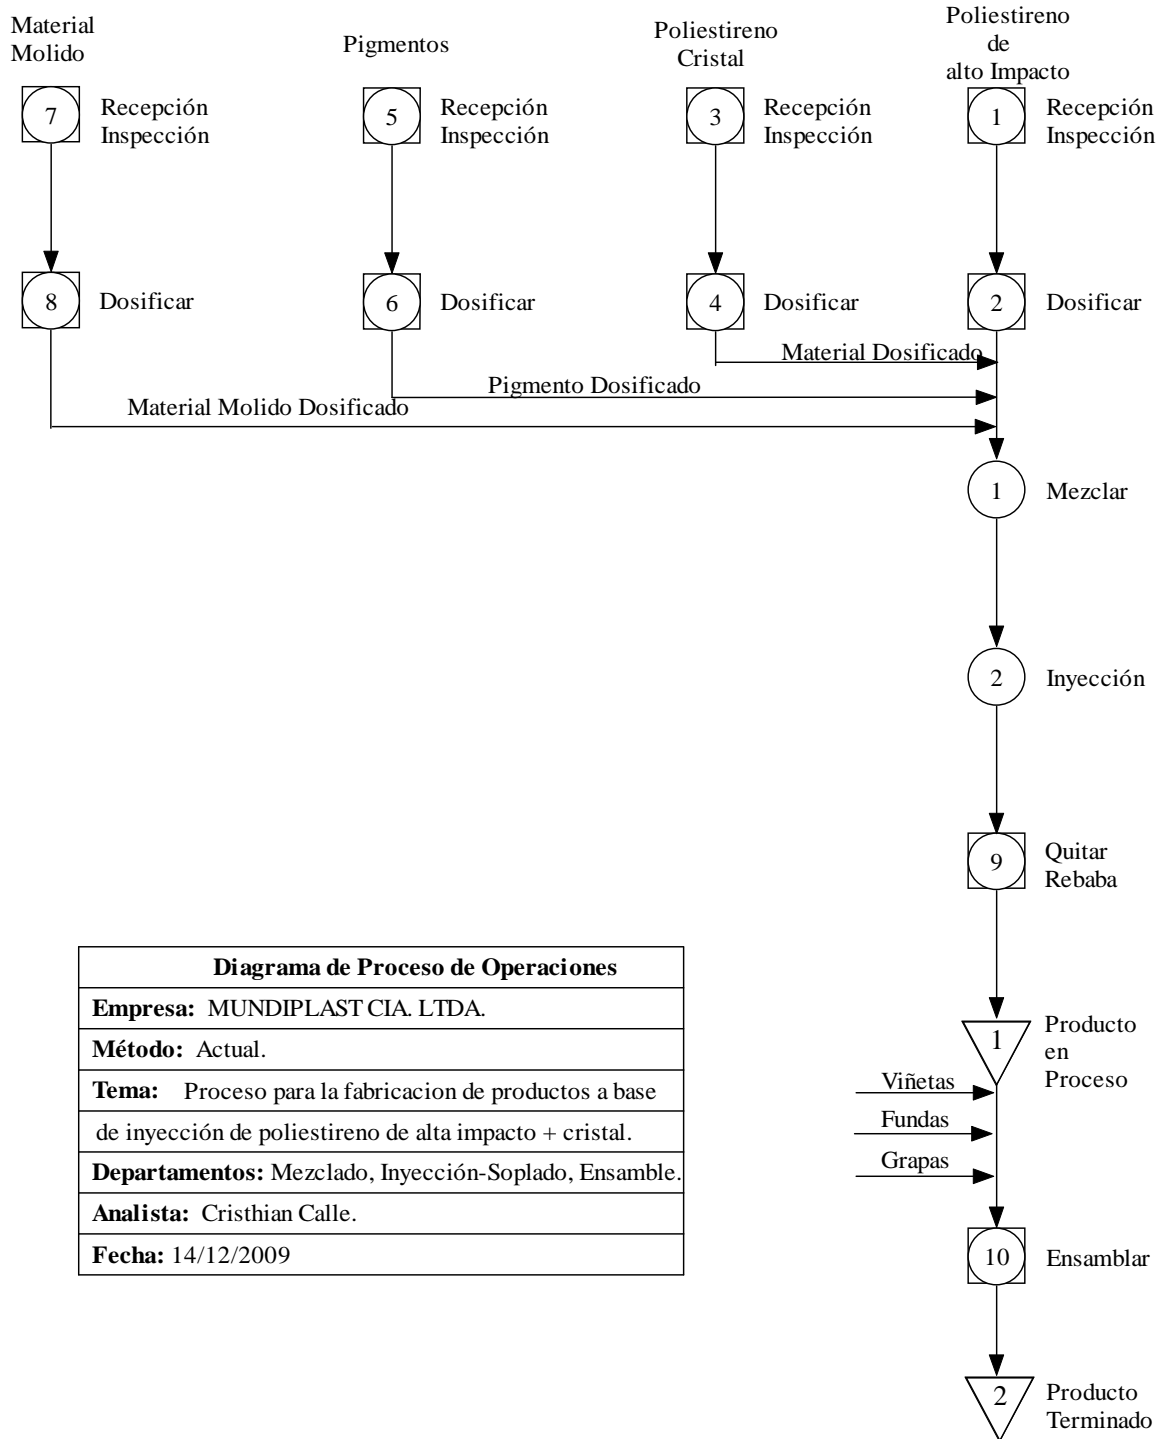 Material
Molido
Pigmentos
Poliestireno
Cristal
Poliestireno
de
alto Impacto
7
Recepción
Inspección
5
Recepción
Inspección
3
Recepción
Inspección
1
Recepción
Inspección
8
Dosificar
6
Dosificar
4
Dosificar
2
Dosificar
Material Dosificado
Pigmento Dosificado
Material Molido Dosificado
1
Mezclar
2
Inyección
9
Quitar
Rebaba
1
Producto
en
Proceso
Viñetas
Fundas
Grapas
10
Ensamblar
2
Producto
Terminado
Diagrama de Proceso de Operaciones
Empresa: MUNDIPLAST CIA. LTDA.
Método: Actual.
Tema: Proceso para la fabricacion de productos a base
de inyección de poliestireno de alta impacto + cristal.
Departamentos: Mezclado, Inyección-Soplado, Ensamble.
Analista: Cristhian Calle.
Fecha: 14/12/2009